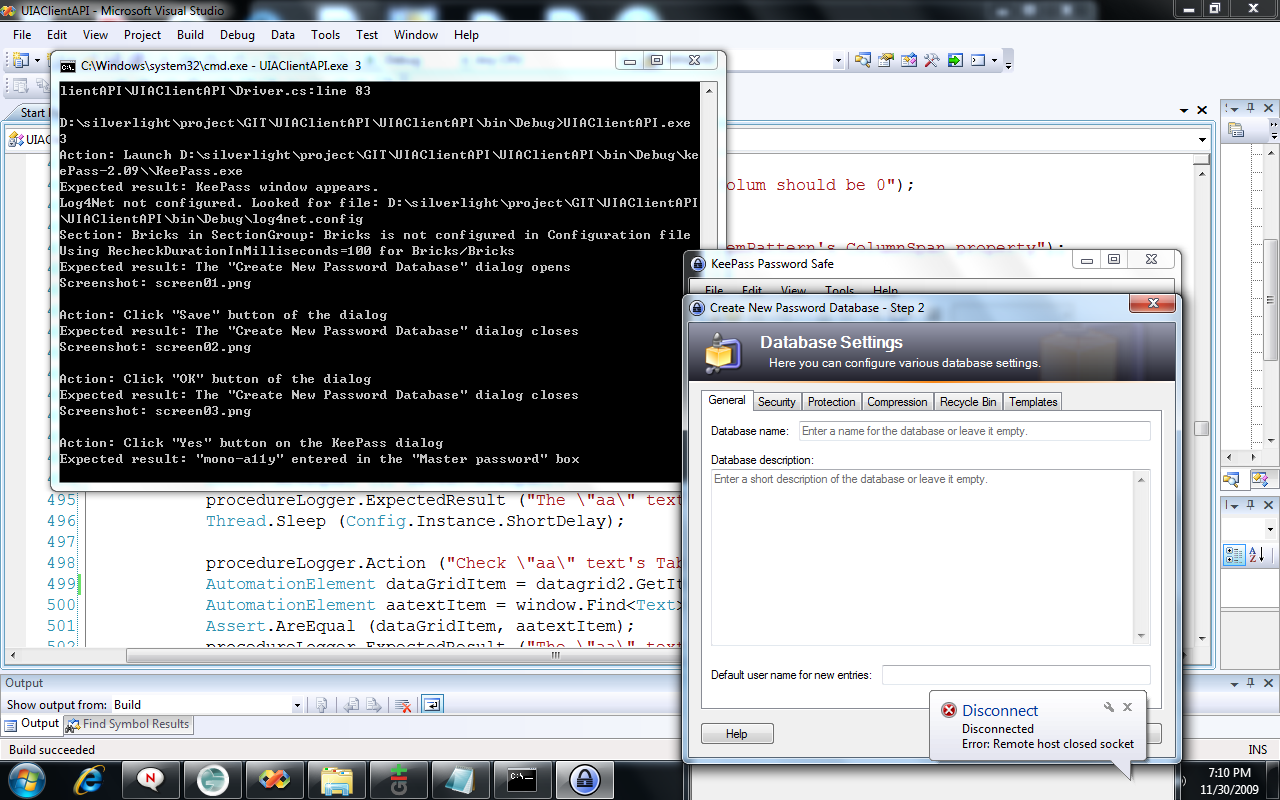 UIAClientAPI - Microsoft Visual Studio
File Edit View Project Build Debug Data Tools Test Window Help
C:\Windows\system32\cmd.exe - UIAClientAPI.exe 3
lientAPI\UIAClientAPI\Driver.cs:line 83
D:\silverlight\project\GIT\UIAClientAPI\UIAClientAPI\bin\Debug>UIAClientAPI.exe
3
Action: Launch D:\silverlight\project\GIT\UIAClientAPI\UIAClientAPI\bin\Debug\ke
ePass-2.09\\KeePass.exe
Expected result: KeePass window appears.
Log4Net not configured. Looked for file: D:\silverlight\project\GIT\UIAClientAPI
\UIAClientAPI\bin\Debug\log4net.config
Section: Bricks in SectionGroup: Bricks is not configured in Configuration file
Using RecheckDurationInMilliseconds=100 for Bricks/Bricks
Expected result: The "Create New Password Database" dialog opens
Screenshot: screen01.png
Action: Click "Save" button of the dialog
Expected result: The "Create New Password Database" dialog closes
Screenshot: screen02.png
Action: Click "OK" button of the dialog
Expected result: The "Create New Password Database" dialog closes
Screenshot: screen03.png
Action: Click "Yes" button on the KeePass dialog
Expected result: "mono-a11y" entered in the "Master password" box
Start
UIAC
olum should be 0");
emPattern's ColumnSpan property");
495 procedureLogger.ExpectedResult ("The \"aa\" text
496 Thread.Sleep (Config.Instance.ShortDelay);
497
498 procedureLogger.Action ("Check \"aa\" text's Tab
499 AutomationElement dataGridItem = datagrid2.GetIt
500 AutomationElement aatextItem = window.Find<Text>
501 Assert.AreEqual (dataGridItem, aatextItem);
502 procedureLogger.ExpectedResult ("The \"aa\" text
KeePass Password Safe
File Edit View Tools Help
Create New Password Database - Step 2
Database Settings
Here you can configure various database settings.
General Security Protection Compression Recycle Bin Templates
Database name: Enter a name for the database or leave it empty.
Database description:
Enter a short description of the database or leave it empty.
Default user name for new entries:
Help
Disconnect
Disconnected
Error: Remote host closed socket
Output
Show output from: Build
Output Find Symbol Results
Build succeeded
INS
7:10 PM
11/30/2009